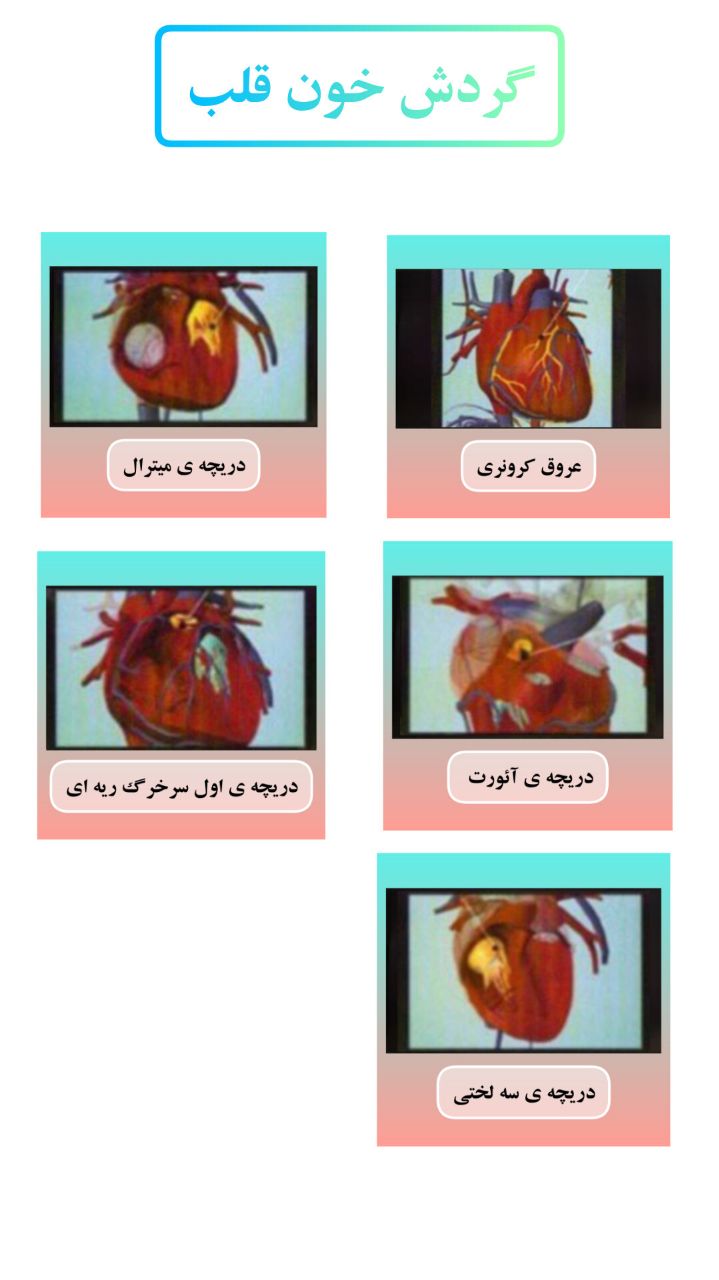 گردش خون قلب
عروق کرونری
دریچه ی میترال
دریچه ی آئورت
دریچه ی اول سرخرگ ریه ای
دریچه ی سه لختی